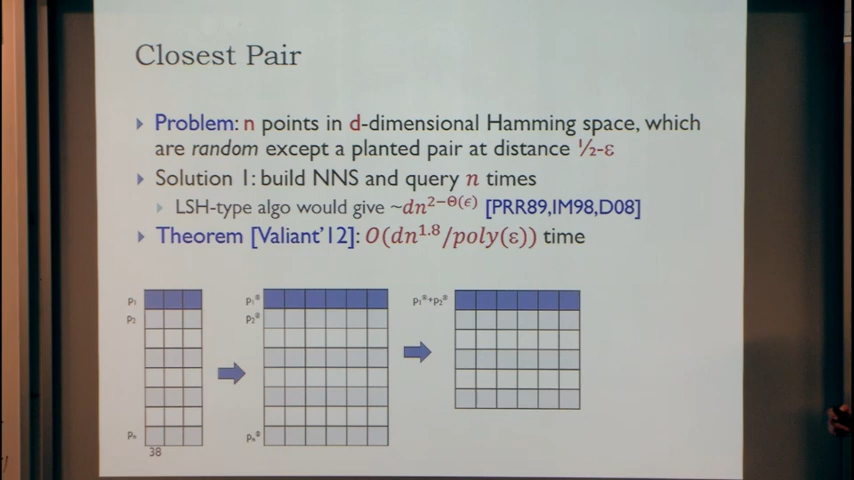 Closest Pair
Problem: n points in d-dimensional Hamming space, which
are random except a planted pair at distance ½-ε
Solution 1: build NNS and query n times
LSH-type algo would give ~dn^{2−Θ(ϵ)} [PRR89,IM98,D08]
Theorem [Valiant'12]: O(dn^{1.8}/poly(ε)) time
p₁
p₂
pₙ
p₁^⊗
p₂^⊗
pₙ^⊗
p₁^⊗+p₂^⊗
38